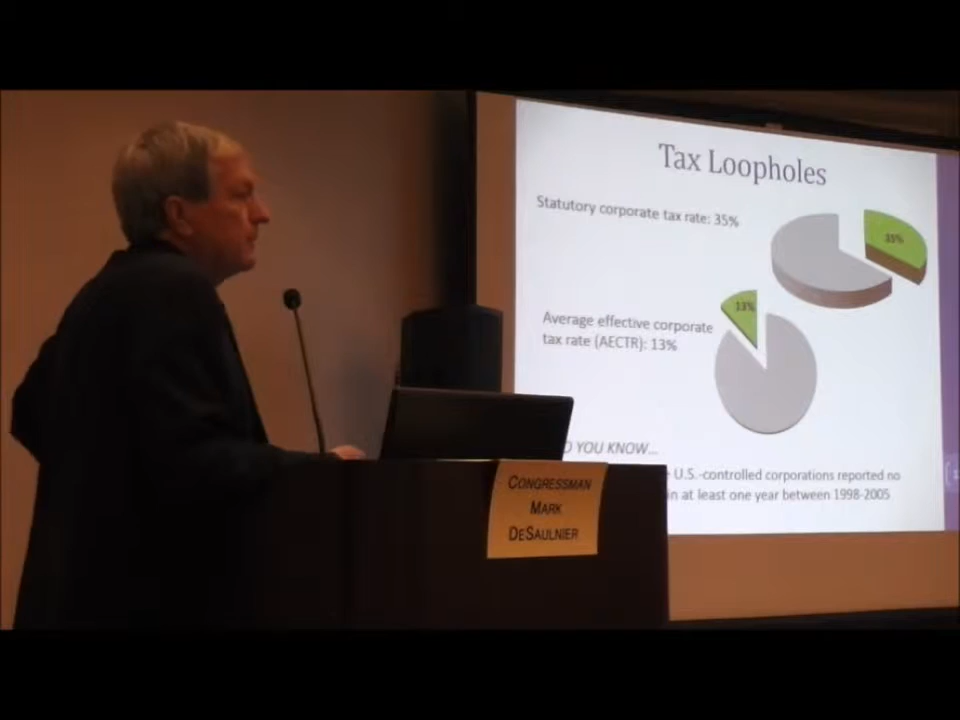 Tax Loopholes
Statutory corporate tax rate: 35%
35%
13%
Average effective corporate
tax rate (AECTR): 13%
YOU KNOW...
U.S.-controlled corporations reported no
in at least one year between 1998-2005
CONGRESSMAN
MARK
DESAULNIER